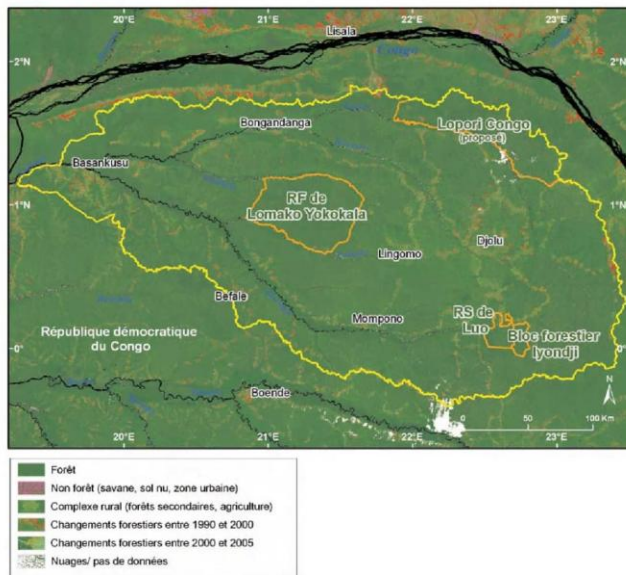 20°E 21°E 22°E 23°E
Lisala
Congo
2°N
2°N
Lopori Congo
(proposé)
Bongandanga
Basankusu
RF de
Lomako Yokokala
1°N
1°N
Djolu
Lingomo
Befale
RS de
Luo
Mompono
Bloc forestier
Iyondji
République démocratique
du Congo
0°
0°
Boende
N
0 50 100 Km
20°E 21°E 22°E 23°E
Forêt
Non forêt (savane, sol nu, zone urbaine)
Complexe rural (forêts secondaires, agriculture)
Changements forestiers entre 1990 et 2000
Changements forestiers entre 2000 et 2005
Nuages/ pas de données